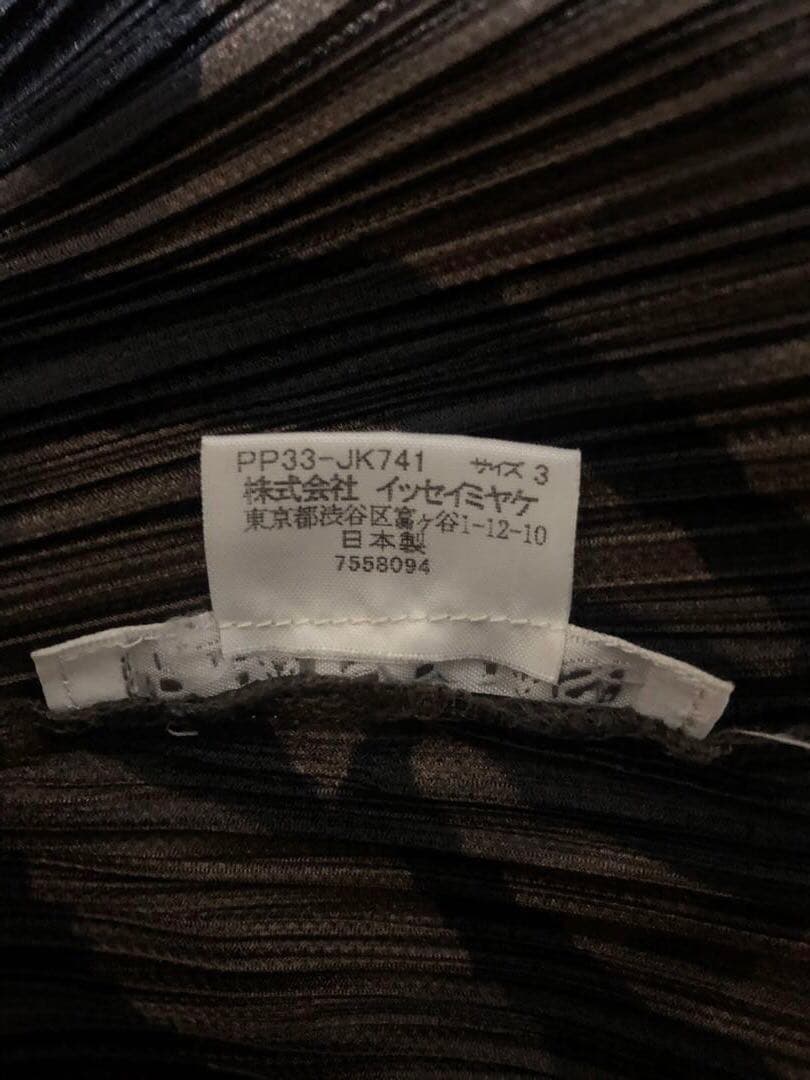 PP33-JK741 サイズ 3
株式会社 イッセイミヤケ
東京都渋谷区富ヶ谷1-12-10
日本製
7558094